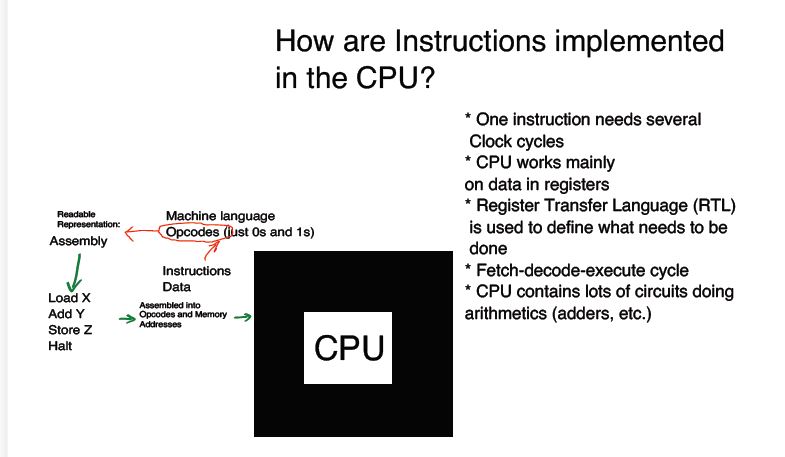 How are Instructions implemented
in the CPU?
* One instruction needs several
Clock cycles
* CPU works mainly
on data in registers
* Register Transfer Language (RTL)
is used to define what needs to be
done
* Fetch-decode-execute cycle
* CPU contains lots of circuits doing
arithmetics (adders, etc.)
Readable
Representation:
Assembly
Machine language
Opcodes (just 0s and 1s)
Instructions
Data
Load X
Add Y
Store Z
Halt
Assembled into
Opcodes and Memory
Addresses
CPU